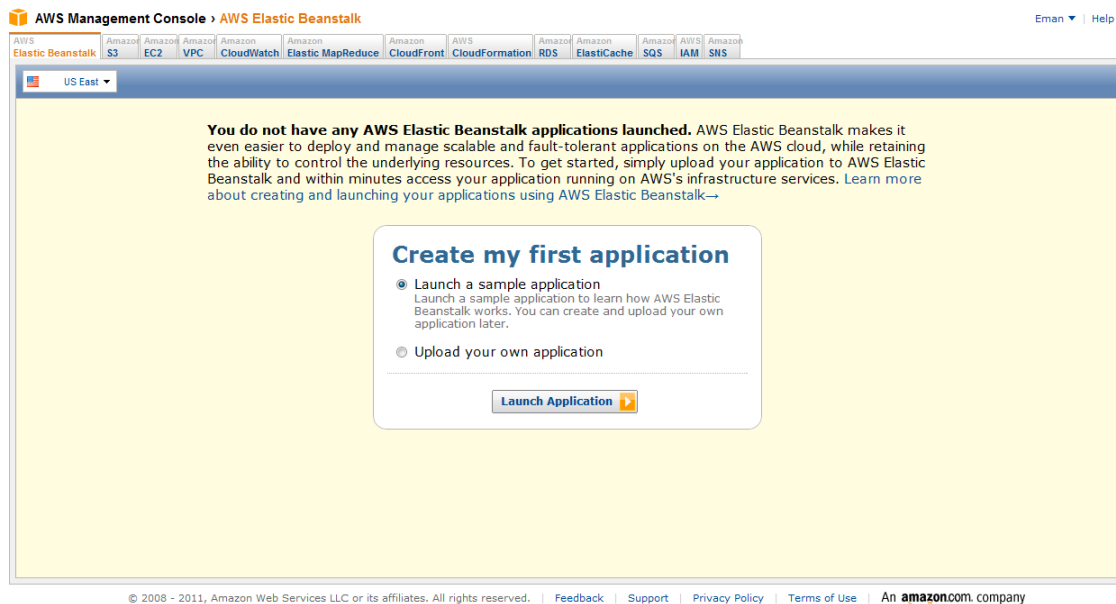 AWS Management Console › AWS Elastic Beanstalk
Eman ▼ | Help
AWS Elastic Beanstalk
Amazon S3
Amazon EC2
Amazon VPC
Amazon CloudWatch
Amazon Elastic MapReduce
Amazon CloudFront
AWS CloudFormation
Amazon RDS
Amazon ElastiCache
Amazon SQS
AWS IAM
Amazon SNS
US East
You do not have any AWS Elastic Beanstalk applications launched. AWS Elastic Beanstalk makes it
even easier to deploy and manage scalable and fault-tolerant applications on the AWS cloud, while retaining
the ability to control the underlying resources. To get started, simply upload your application to AWS Elastic
Beanstalk and within minutes access your application running on AWS's infrastructure services. Learn more
about creating and launching your applications using AWS Elastic Beanstalk→
Create my first application
Launch a sample application
Launch a sample application to learn how AWS Elastic
Beanstalk works. You can create and upload your own
application later.
Upload your own application
Launch Application
© 2008 - 2011, Amazon Web Services LLC or its affiliates. All rights reserved. | Feedback | Support | Privacy Policy | Terms of Use | An amazon.com. company